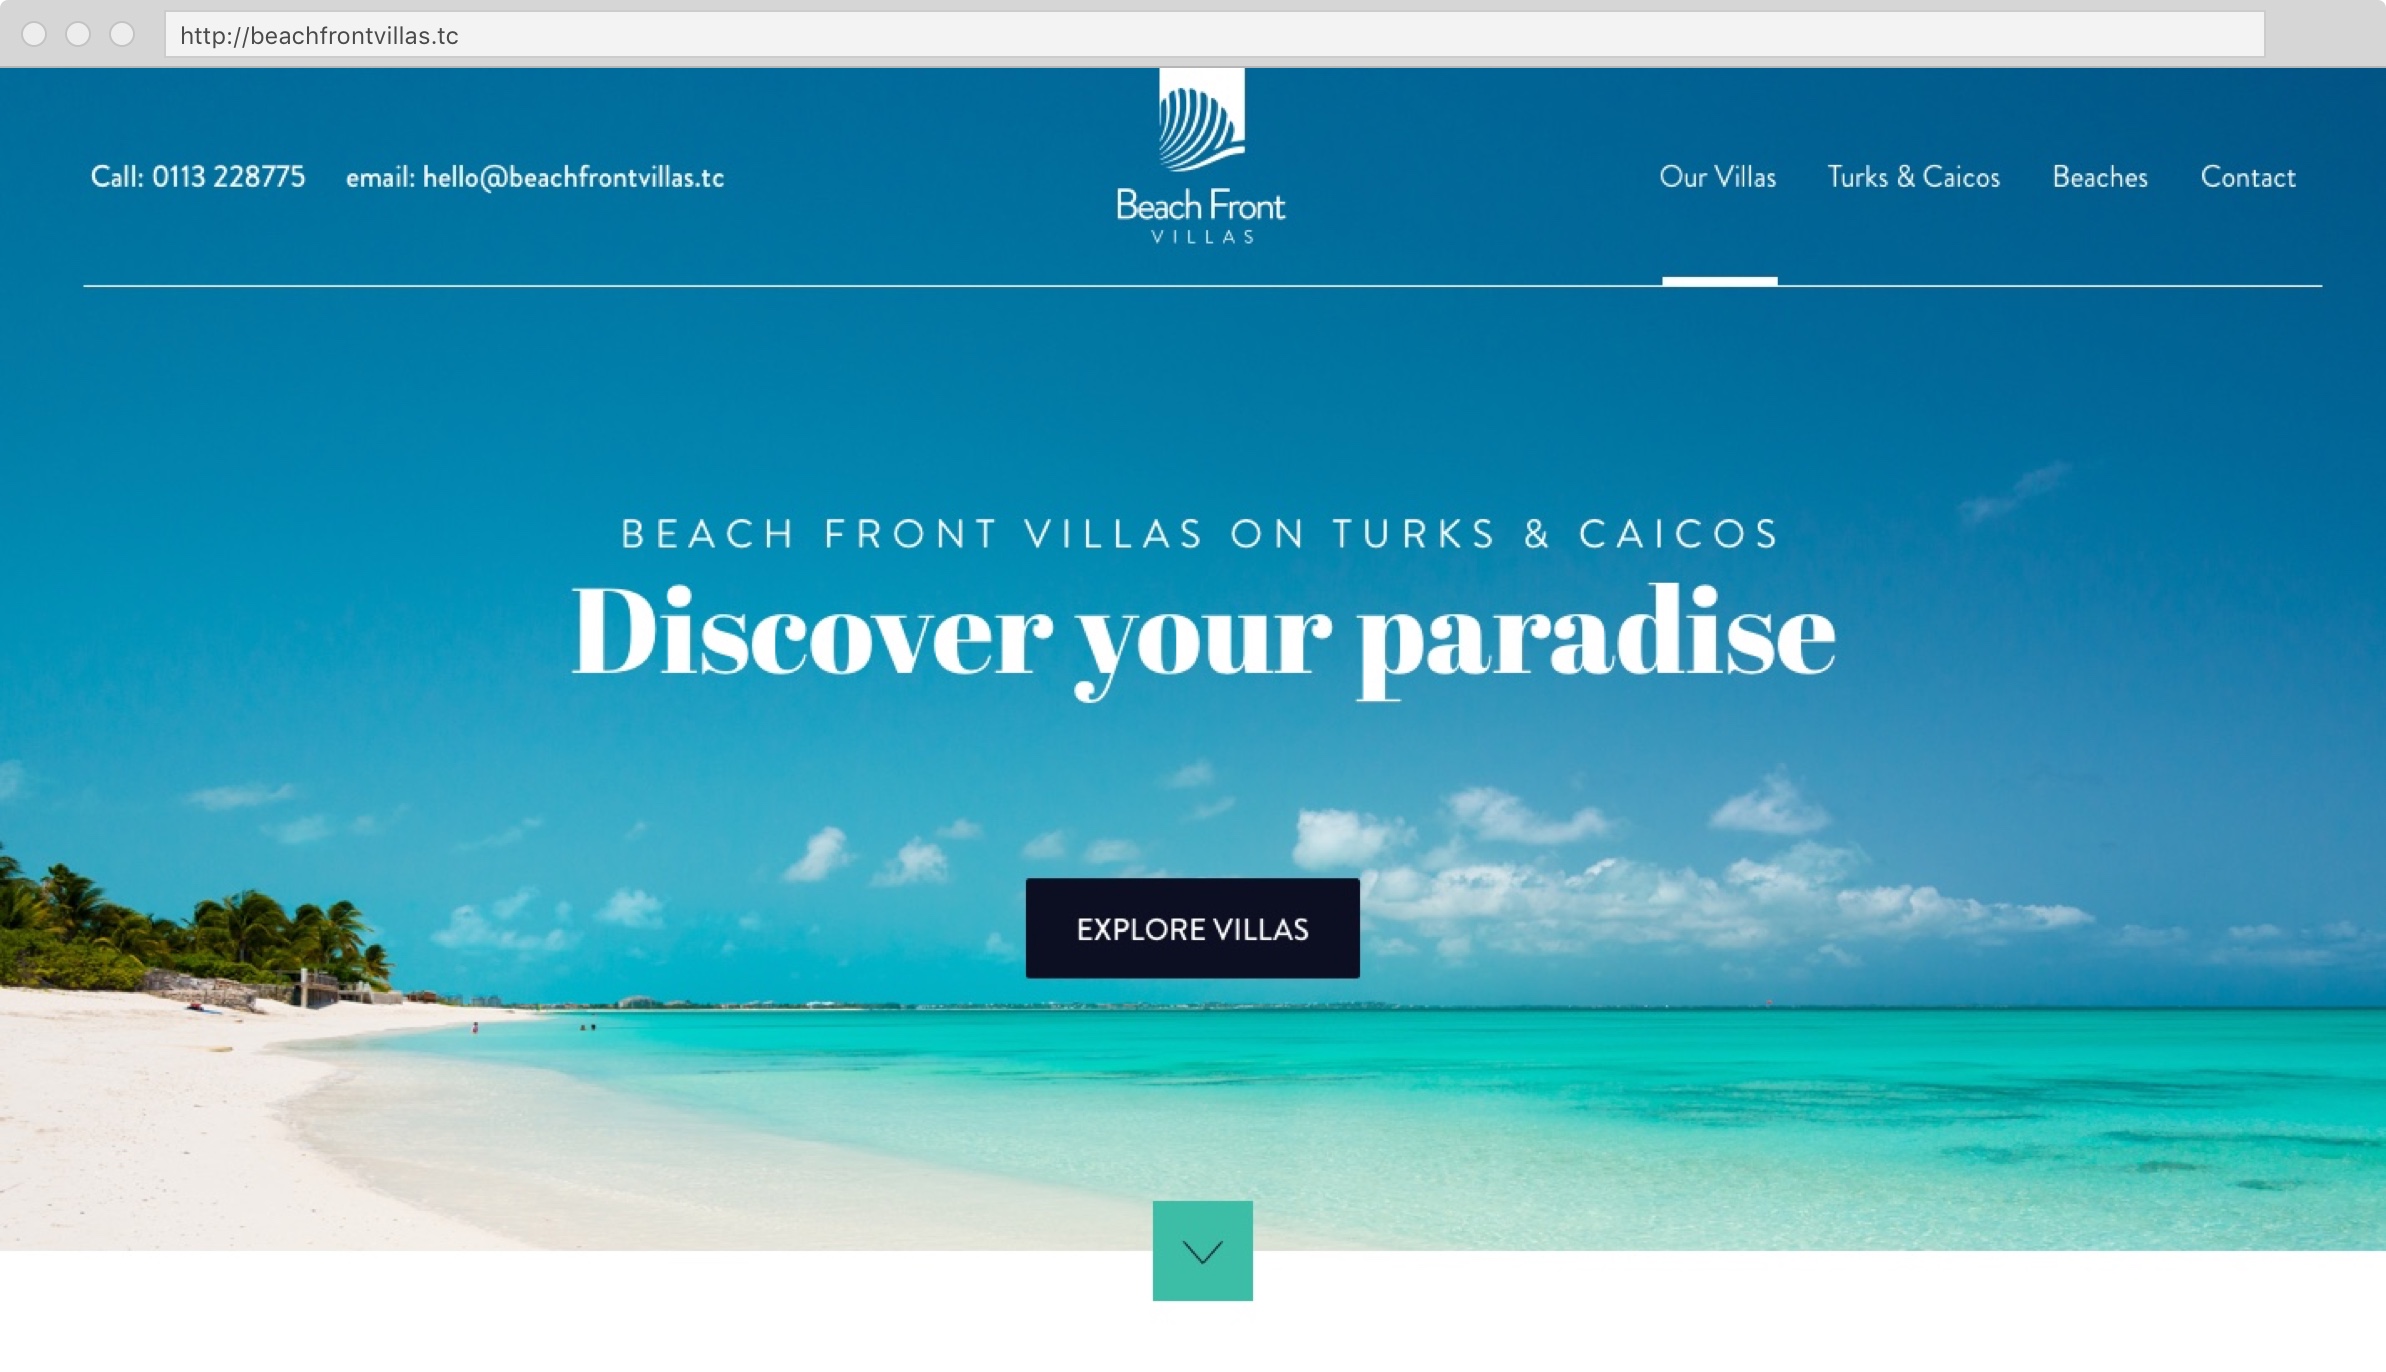 http://beachfrontvillas.tc
Call: 0113 228775 email: hello@beachfrontvillas.tc
Beach Front
VILLAS
Our Villas Turks & Caicos Beaches Contact
BEACH FRONT VILLAS ON TURKS & CAICOS
Discover your paradise
EXPLORE VILLAS